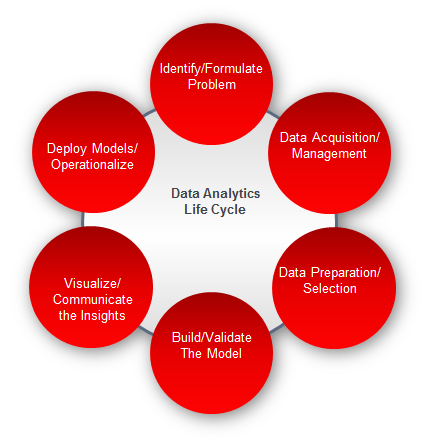 Identify/Formulate
Problem
Data Acquisition/
Management
Data Preparation/
Selection
Build/Validate
The Model
Visualize/
Communicate
the Insights
Deploy Models/
Operationalize
Data Analytics
Life Cycle